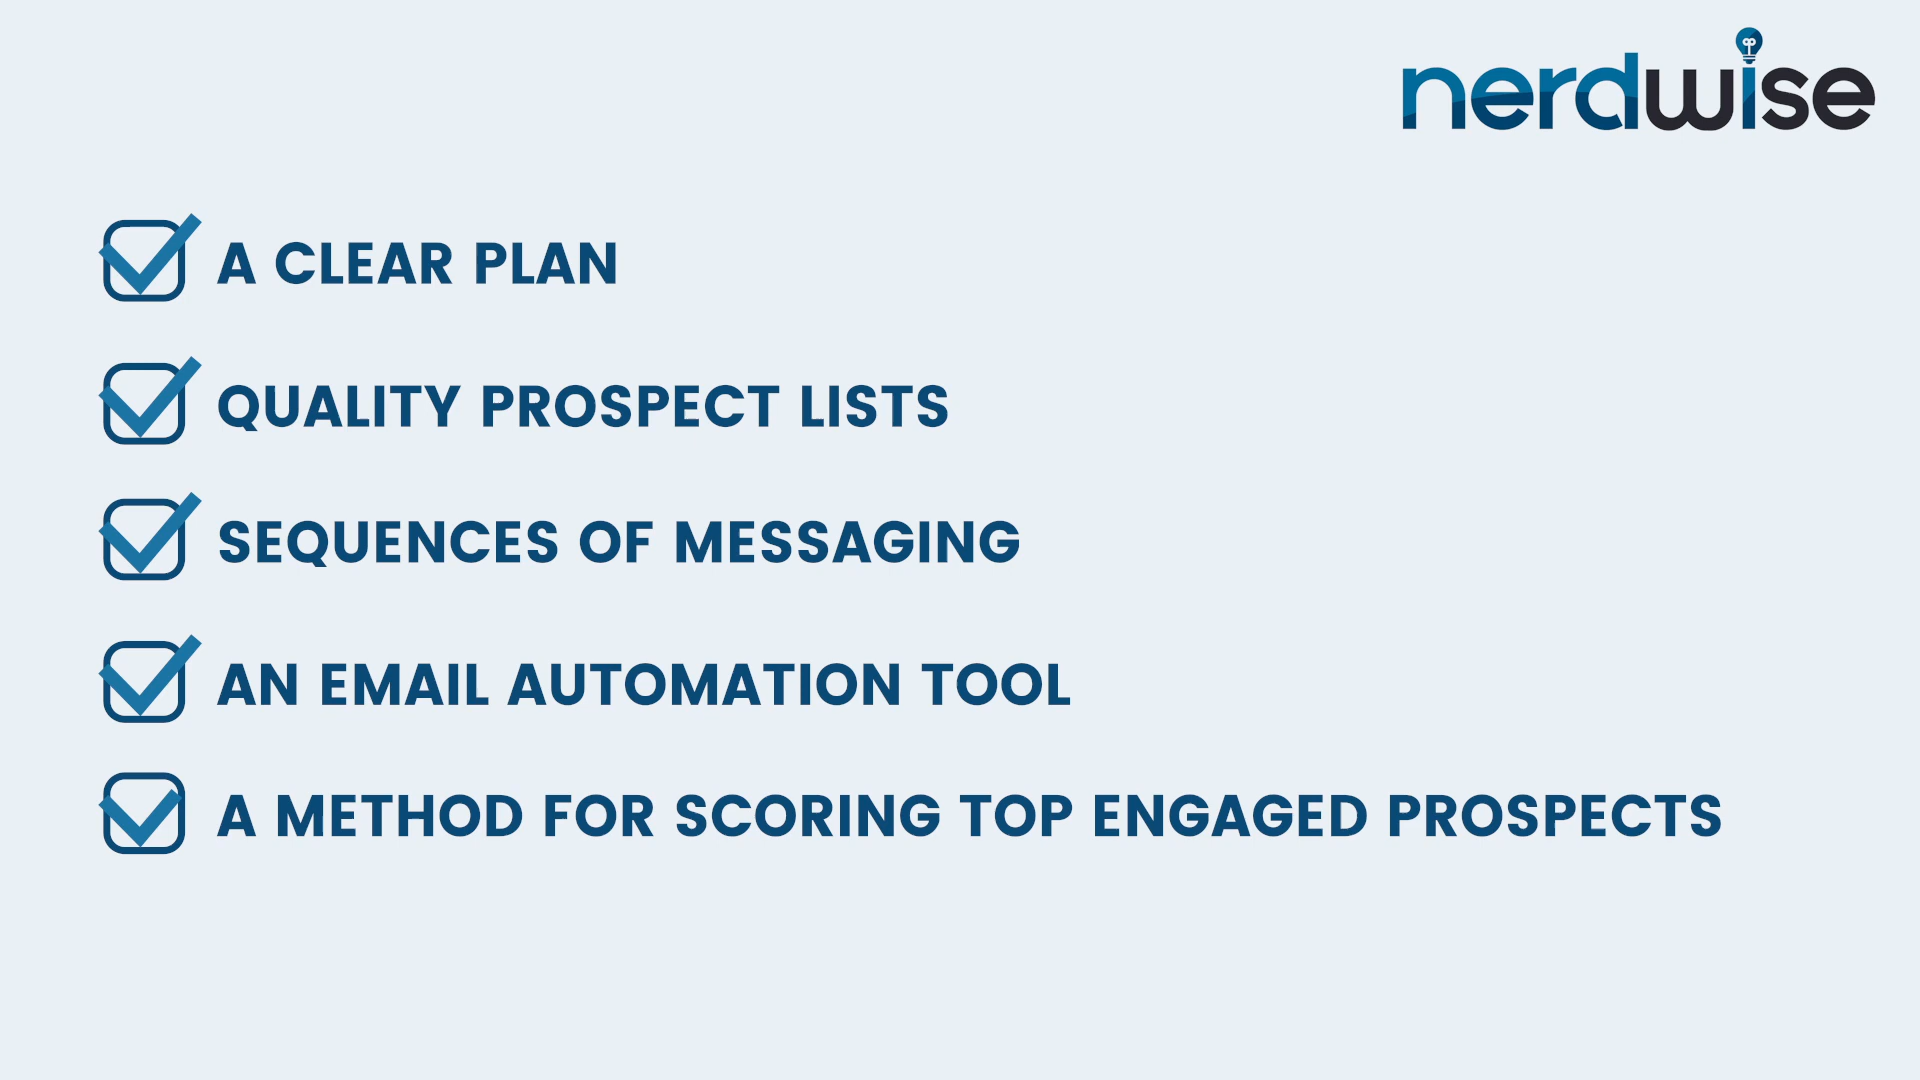 nerdwise
A CLEAR PLAN
QUALITY PROSPECT LISTS
SEQUENCES OF MESSAGING
AN EMAIL AUTOMATION TOOL
A METHOD FOR SCORING TOP ENGAGED PROSPECTS